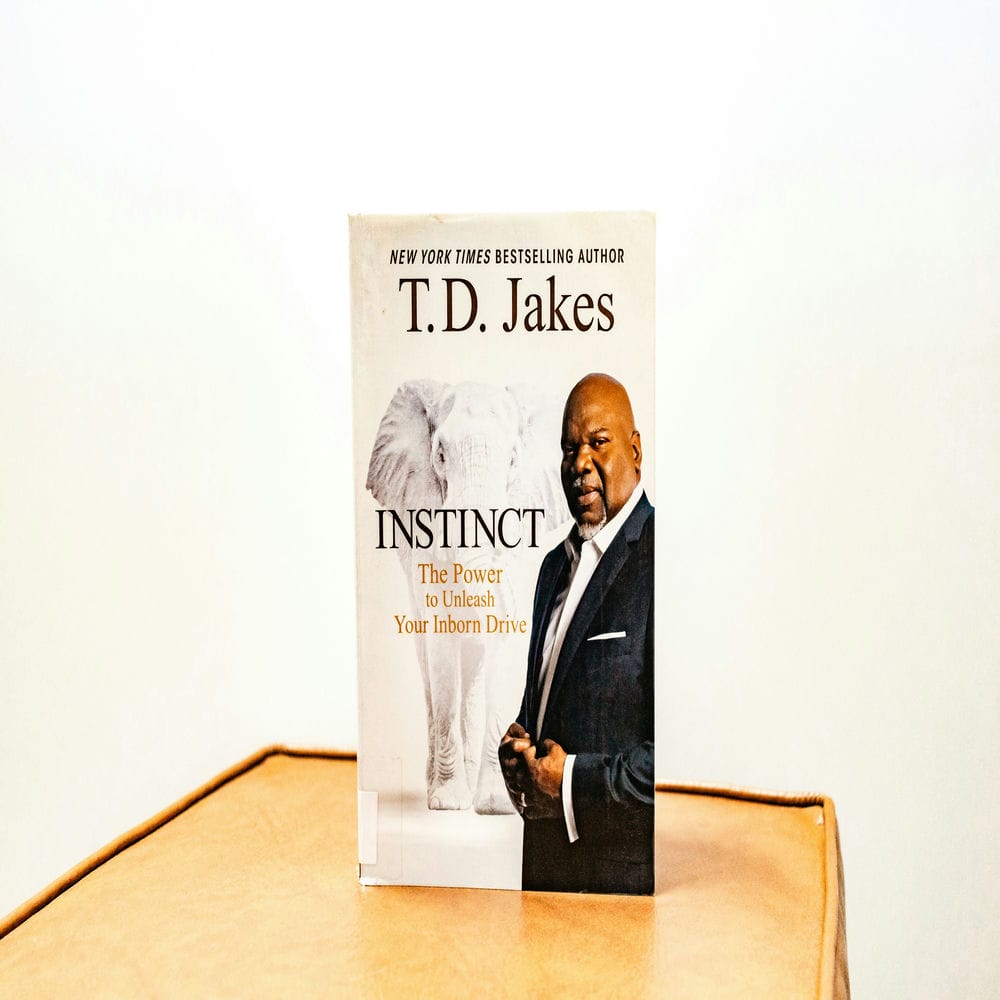 NEW YORK TIMES BESTSELLING AUTHOR
T.D. Jakes
INSTINCT
The Power
to Unleash
Your Inborn Drive